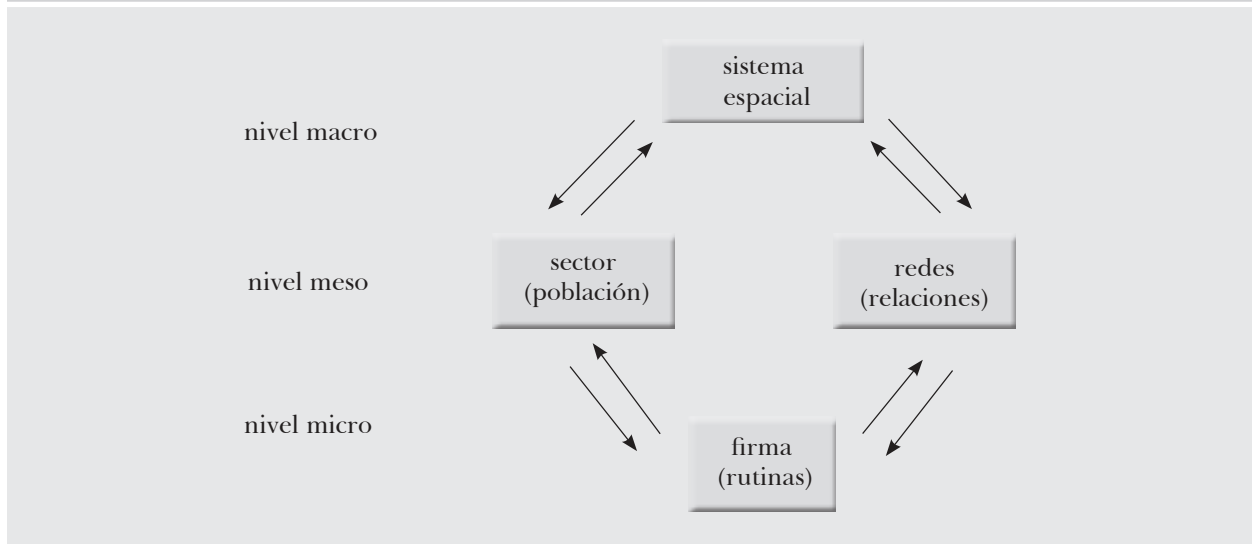 sistema
espacial
nivel macro
sector
(población)
redes
(relaciones)
nivel meso
nivel micro
firma
(rutinas)